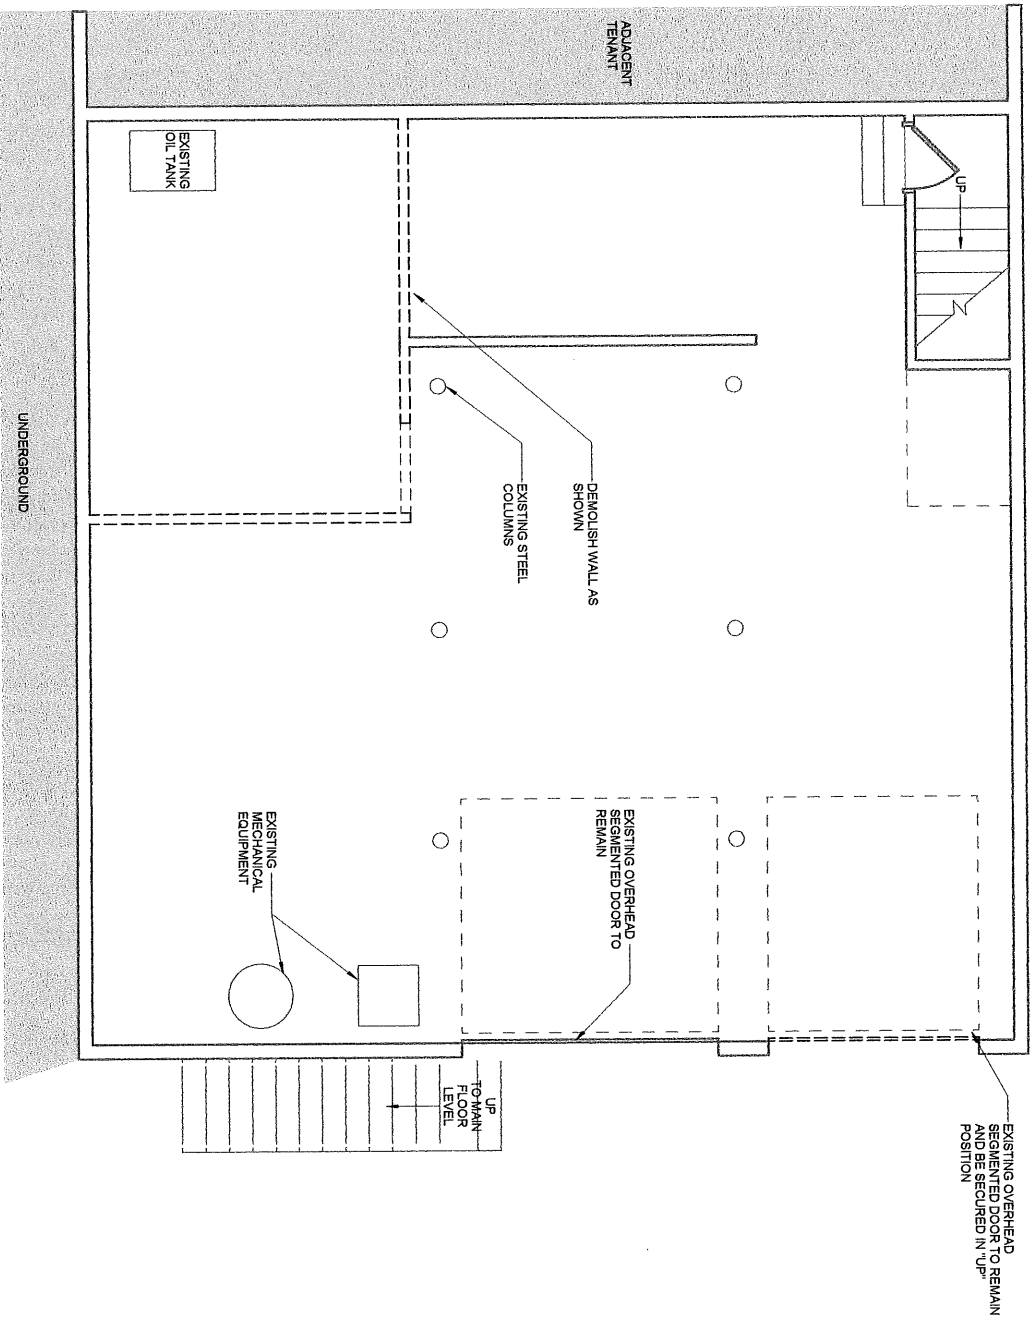 ADJACENT
TENANT
EXISTING
OIL TANK
UP
UNDERGROUND
DEMOLISH WALL AS
SHOWN
EXISTING STEEL
COLUMNS
EXISTING OVERHEAD
SEGMENTED DOOR TO
REMAIN
EXISTING
MECHANICAL
EQUIPMENT
UP
TO MAIN
FLOOR
LEVEL
EXISTING OVERHEAD
SEGMENTED DOOR TO REMAIN
AND BE SECURED IN "UP"
POSITION